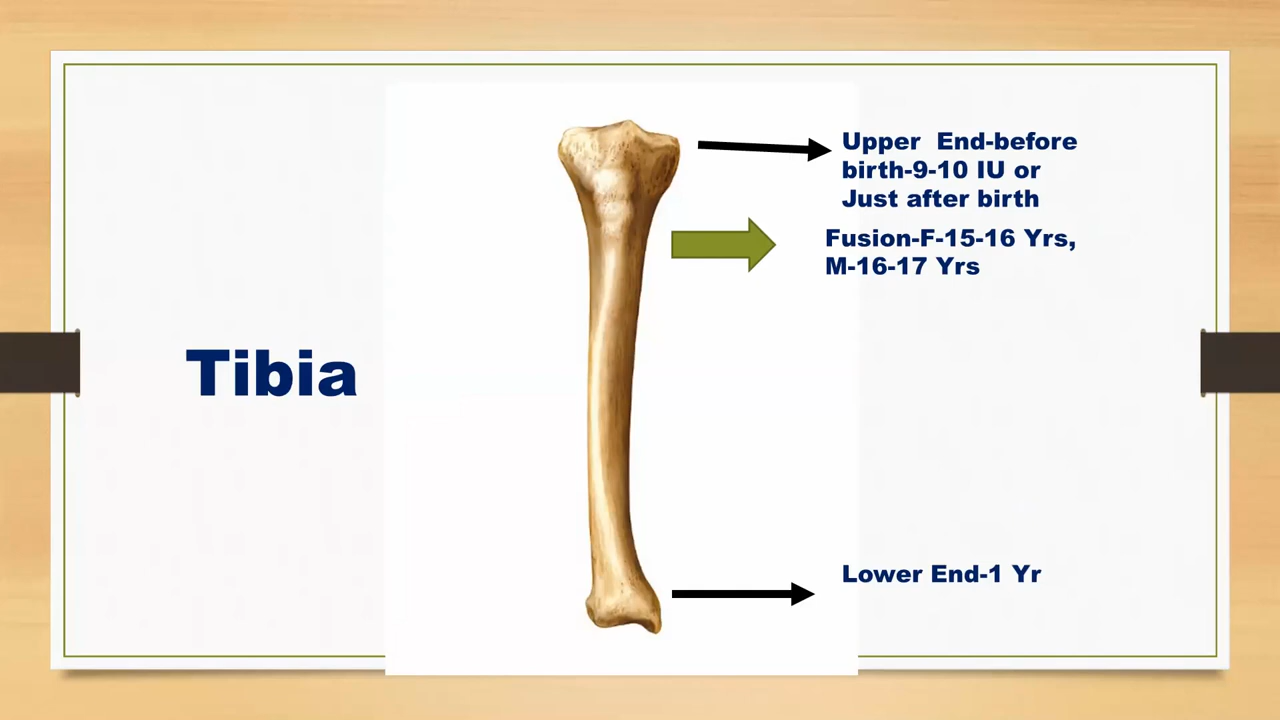 Upper End-before
birth-9-10 IU or
Just after birth
Fusion-F-15-16 Yrs,
M-16-17 Yrs
Tibia
Lower End-1 Yr